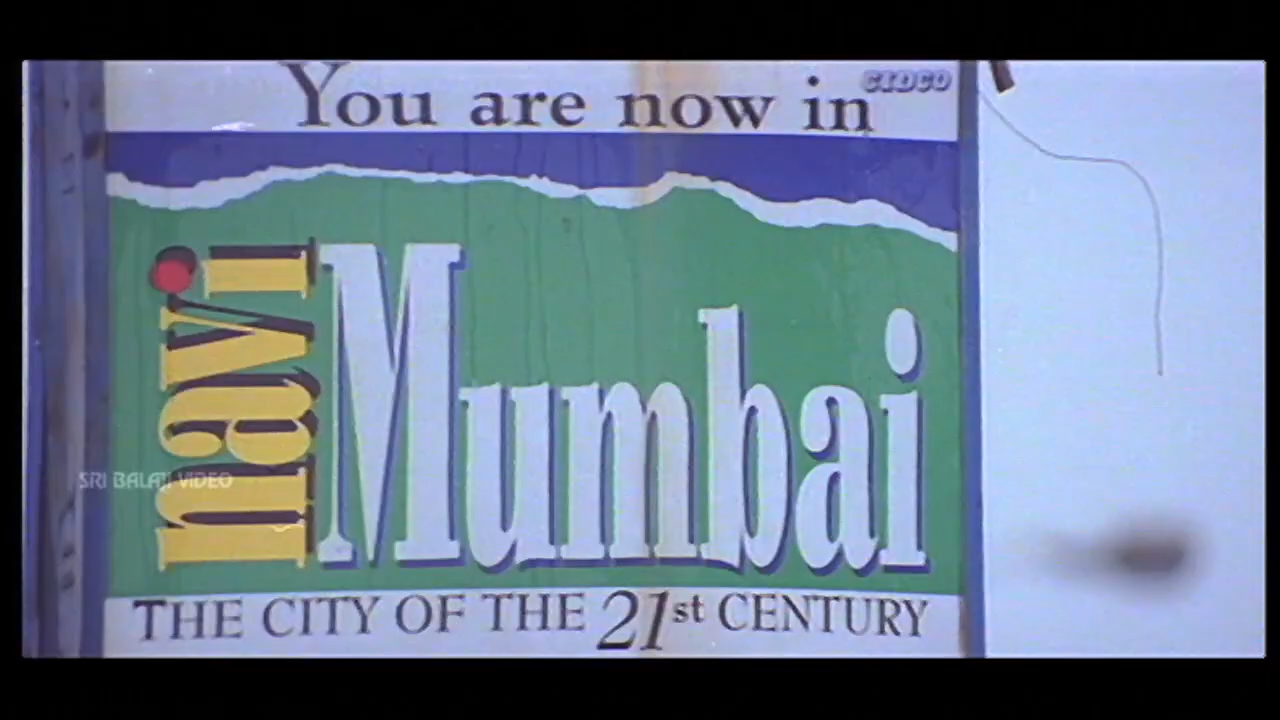 You are now in
CIDCO
navi
Mumbai
SRI BALAJI VIDEO
THE CITY OF THE 21st CENTURY